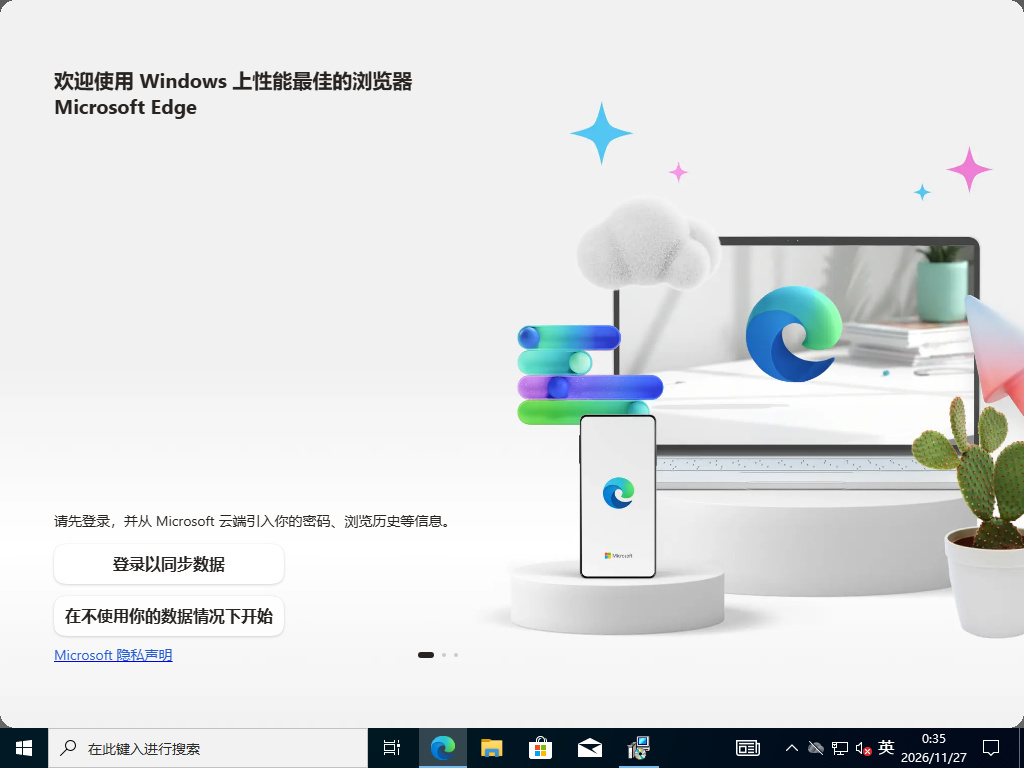 欢迎使用 Windows 上性能最佳的浏览器
Microsoft Edge
Microsoft
请先登录，并从 Microsoft 云端引入你的密码、浏览历史等信息。
登录以同步数据
在不使用你的数据情况下开始
Microsoft 隐私声明
在此键入进行搜索
英
0:35
2026/11/27